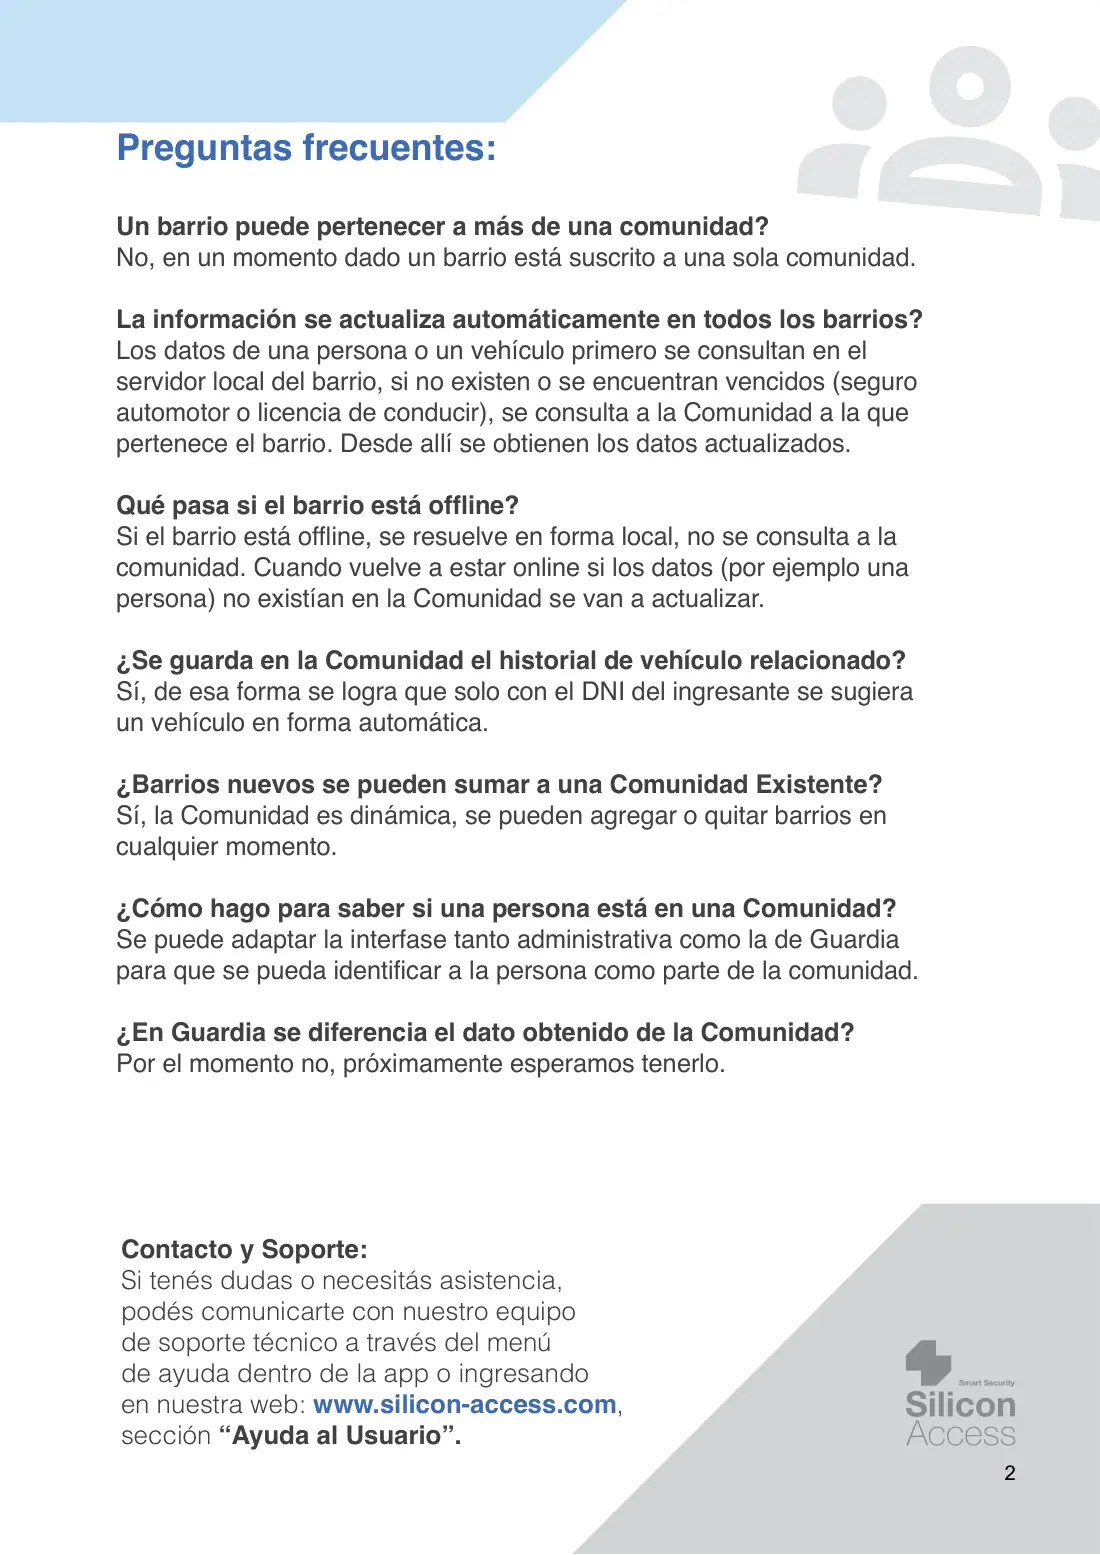 Preguntas frecuentes:
Un barrio puede pertenecer a más de una comunidad?
No, en un momento dado un barrio está suscrito a una sola comunidad.
La información se actualiza automáticamente en todos los barrios?
Los datos de una persona o un vehículo primero se consultan en el
servidor local del barrio, si no existen o se encuentran vencidos (seguro
automotor o licencia de conducir), se consulta a la Comunidad a la que
pertenece el barrio. Desde allí se obtienen los datos actualizados.
Qué pasa si el barrio está offline?
Si el barrio está offline, se resuelve en forma local, no se consulta a la
comunidad. Cuando vuelve a estar online si los datos (por ejemplo una
persona) no existían en la Comunidad se van a actualizar.
¿Se guarda en la Comunidad el historial de vehículo relacionado?
Sí, de esa forma se logra que solo con el DNI del ingresante se sugiera
un vehículo en forma automática.
¿Barrios nuevos se pueden sumar a una Comunidad Existente?
Sí, la Comunidad es dinámica, se pueden agregar o quitar barrios en
cualquier momento.
¿Cómo hago para saber si una persona está en una Comunidad?
Se puede adaptar la interfase tanto administrativa como la de Guardia
para que se pueda identificar a la persona como parte de la comunidad.
¿En Guardia se diferencia el dato obtenido de la Comunidad?
Por el momento no, próximamente esperamos tenerlo.
Contacto y Soporte:
Si tenés dudas o necesitás asistencia,
podés comunicarte con nuestro equipo
de soporte técnico a través del menú
de ayuda dentro de la app o ingresando
en nuestra web: www.silicon-access.com,
sección “Ayuda al Usuario”.
Smart Security
Silicon
Access
2